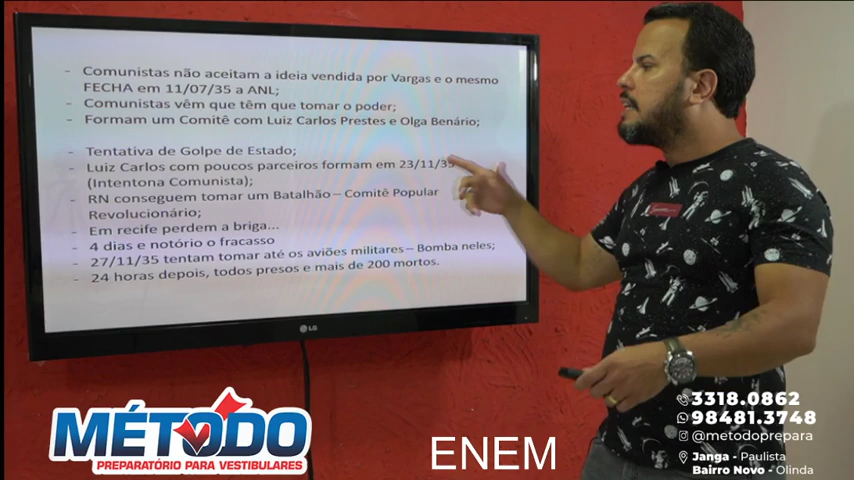 - Comunistas não aceitam a ideia vendida por Vargas e o mesmo
FECHA em 11/07/35 a ANL;
- Comunistas vêm que têm que tomar o poder;
- Formam um Comitê com Luiz Carlos Prestes e Olga Benário;
- Tentativa de Golpe de Estado;
- Luiz Carlos com poucos parceiros formam em 23/11/35
(Intentona Comunista);
- RN conseguem tomar um Batalhão – Comitê Popular
Revolucionário;
- Em recife perdem a briga...
- 4 dias e notório o fracasso
- 27/11/35 tentam tomar até os aviões militares – Bomba neles;
- 24 horas depois, todos presos e mais de 200 mortos.
LG
MÉTODO
PREPARATÓRIO PARA VESTIBULARES
ENEM
3318.0862
98481.3748
@metodoprepara
Janga - Paulista
Bairro Novo - Olinda